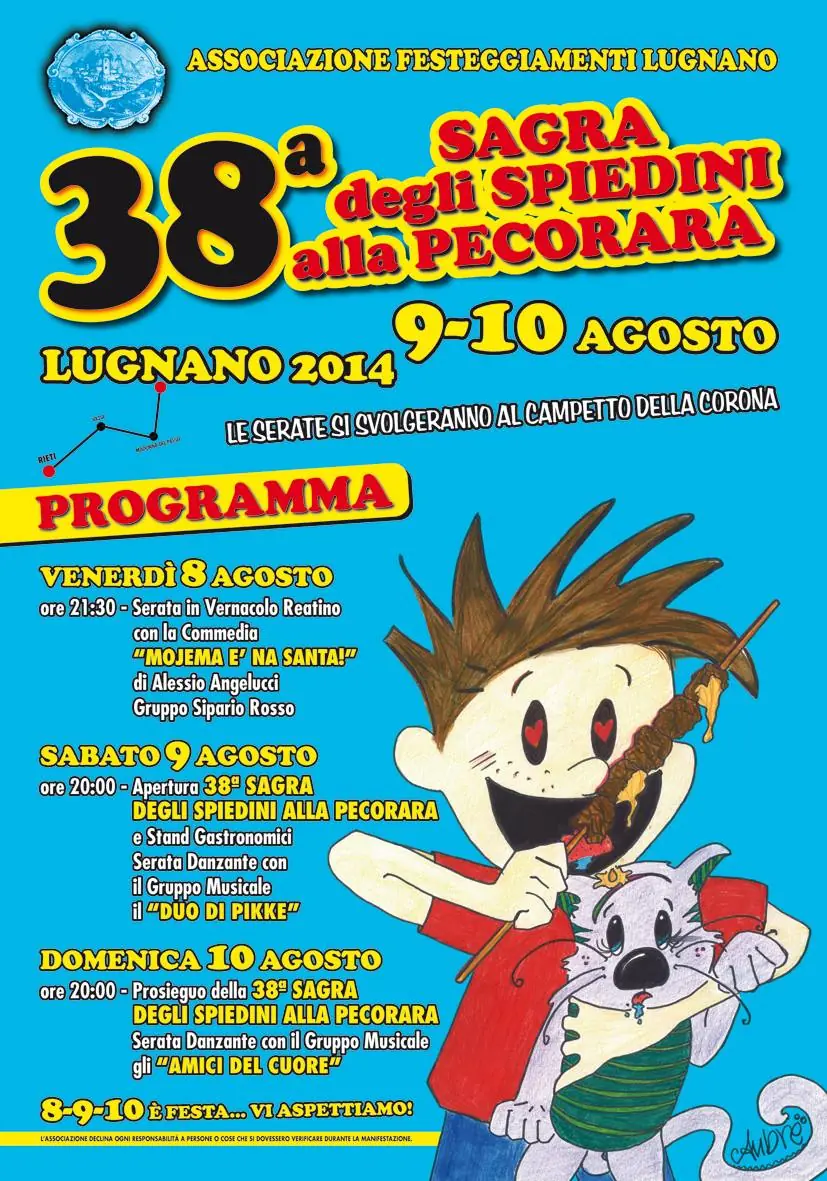 ASSOCIAZIONE FESTEGGIAMENTI LUGNANO
38ª
SAGRA
degli SPIEDINI
alla PECORARA
9-10 AGOSTO
LUGNANO 2014
LE SERATE SI SVOLGERANNO AL CAMPETTO DELLA CORONA
RIETI
PROGRAMMA
VENERDÌ 8 AGOSTO
ore 21:30 - Serata in Vernacolo Reatino
con la Commedia
“MOJEMA E’ NA SANTA!”
di Alessio Angelucci
Gruppo Sipario Rosso
SABATO 9 AGOSTO
ore 20:00 - Apertura 38ª SAGRA
DEGLI SPIEDINI ALLA PECORARA
e Stand Gastronomici
Serata Danzante con
il Gruppo Musicale
il “DUO DI PIKKE”
DOMENICA 10 AGOSTO
ore 20:00 - Prosieguo della 38ª SAGRA
DEGLI SPIEDINI ALLA PECORARA
Serata Danzante con il Gruppo Musicale
gli “AMICI DEL CUORE”
8-9-10 È FESTA... VI ASPETTIAMO!
L'ASSOCIAZIONE DECLINA OGNI RESPONSABILITÀ A PERSONE O COSE CHE SI DOVESSERO VERIFICARE DURANTE LA MANIFESTAZIONE.
Aubrè